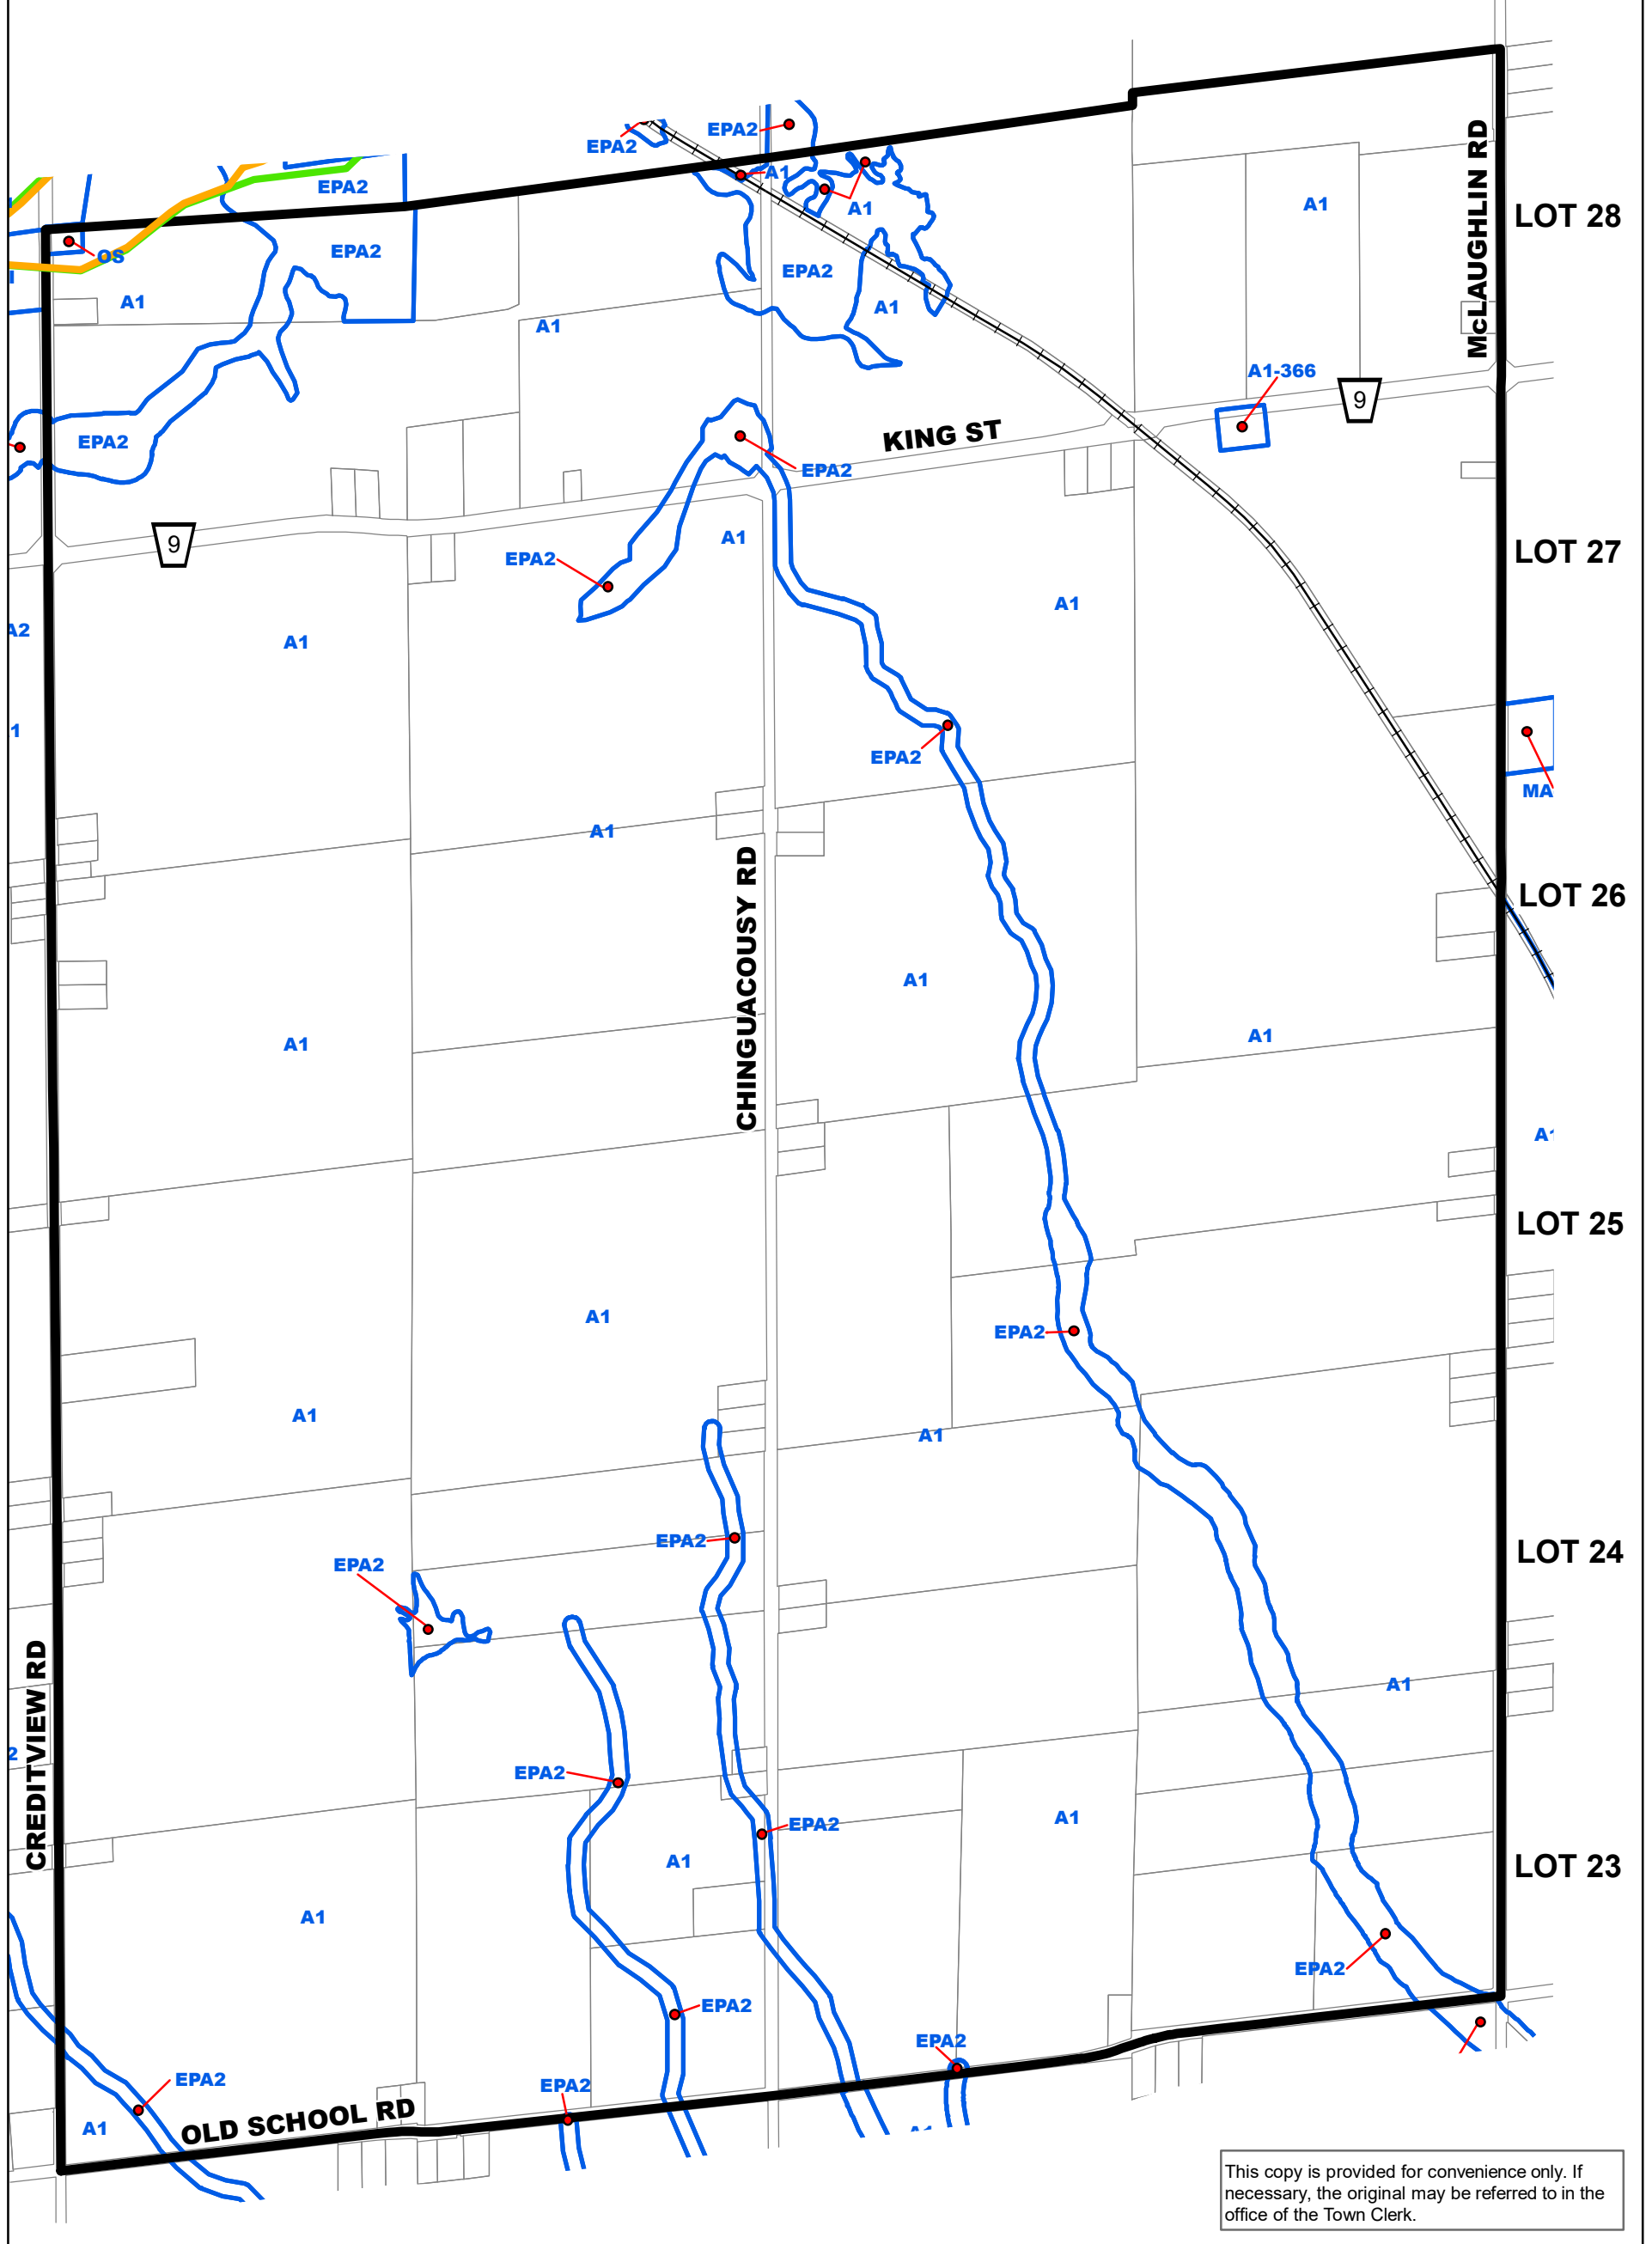 EPA2
EPA2
EPA2
A1
A1
A1
McLAUGHLIN RD
LOT 28
OS
EPA2
EPA2
A1
A1
A1
A1-366
9
KING ST
EPA2
EPA2
9
A1
EPA2
LOT 27
A1
A2
A1
1
EPA2
MA
A1
CHINGUACOUSY RD
LOT 26
A1
A1
A1
LOT 25
A1
EPA2
A1
A1
EPA2
LOT 24
EPA2
CREDITVIEW RD
A1
2
EPA2
A1
EPA2
A1
LOT 23
A1
EPA2
EPA2
EPA2
EPA2
EPA2
A1
OLD SCHOOL RD
This copy is provided for convenience only. If
necessary, the original may be referred to in the
office of the Town Clerk.